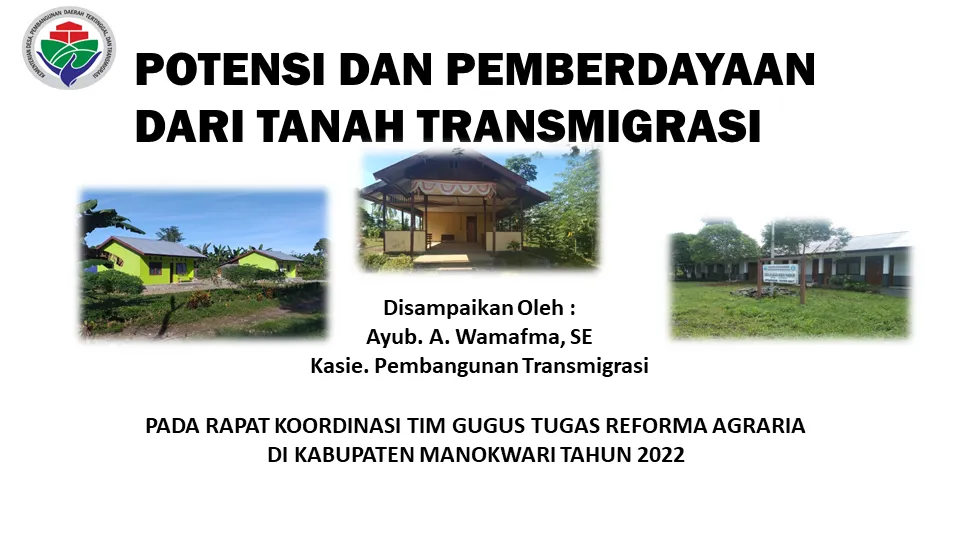 KEMENTERIAN DESA, PEMBANGUNAN DAERAH TERTINGGAL, DAN TRANSMIGRASI
POTENSI DAN PEMBERDAYAAN
DARI TANAH TRANSMIGRASI
Disampaikan Oleh :
Ayub. A. Wamafma, SE
Kasie. Pembangunan Transmigrasi
PADA RAPAT KOORDINASI TIM GUGUS TUGAS REFORMA AGRARIA
DI KABUPATEN MANOKWARI TAHUN 2022